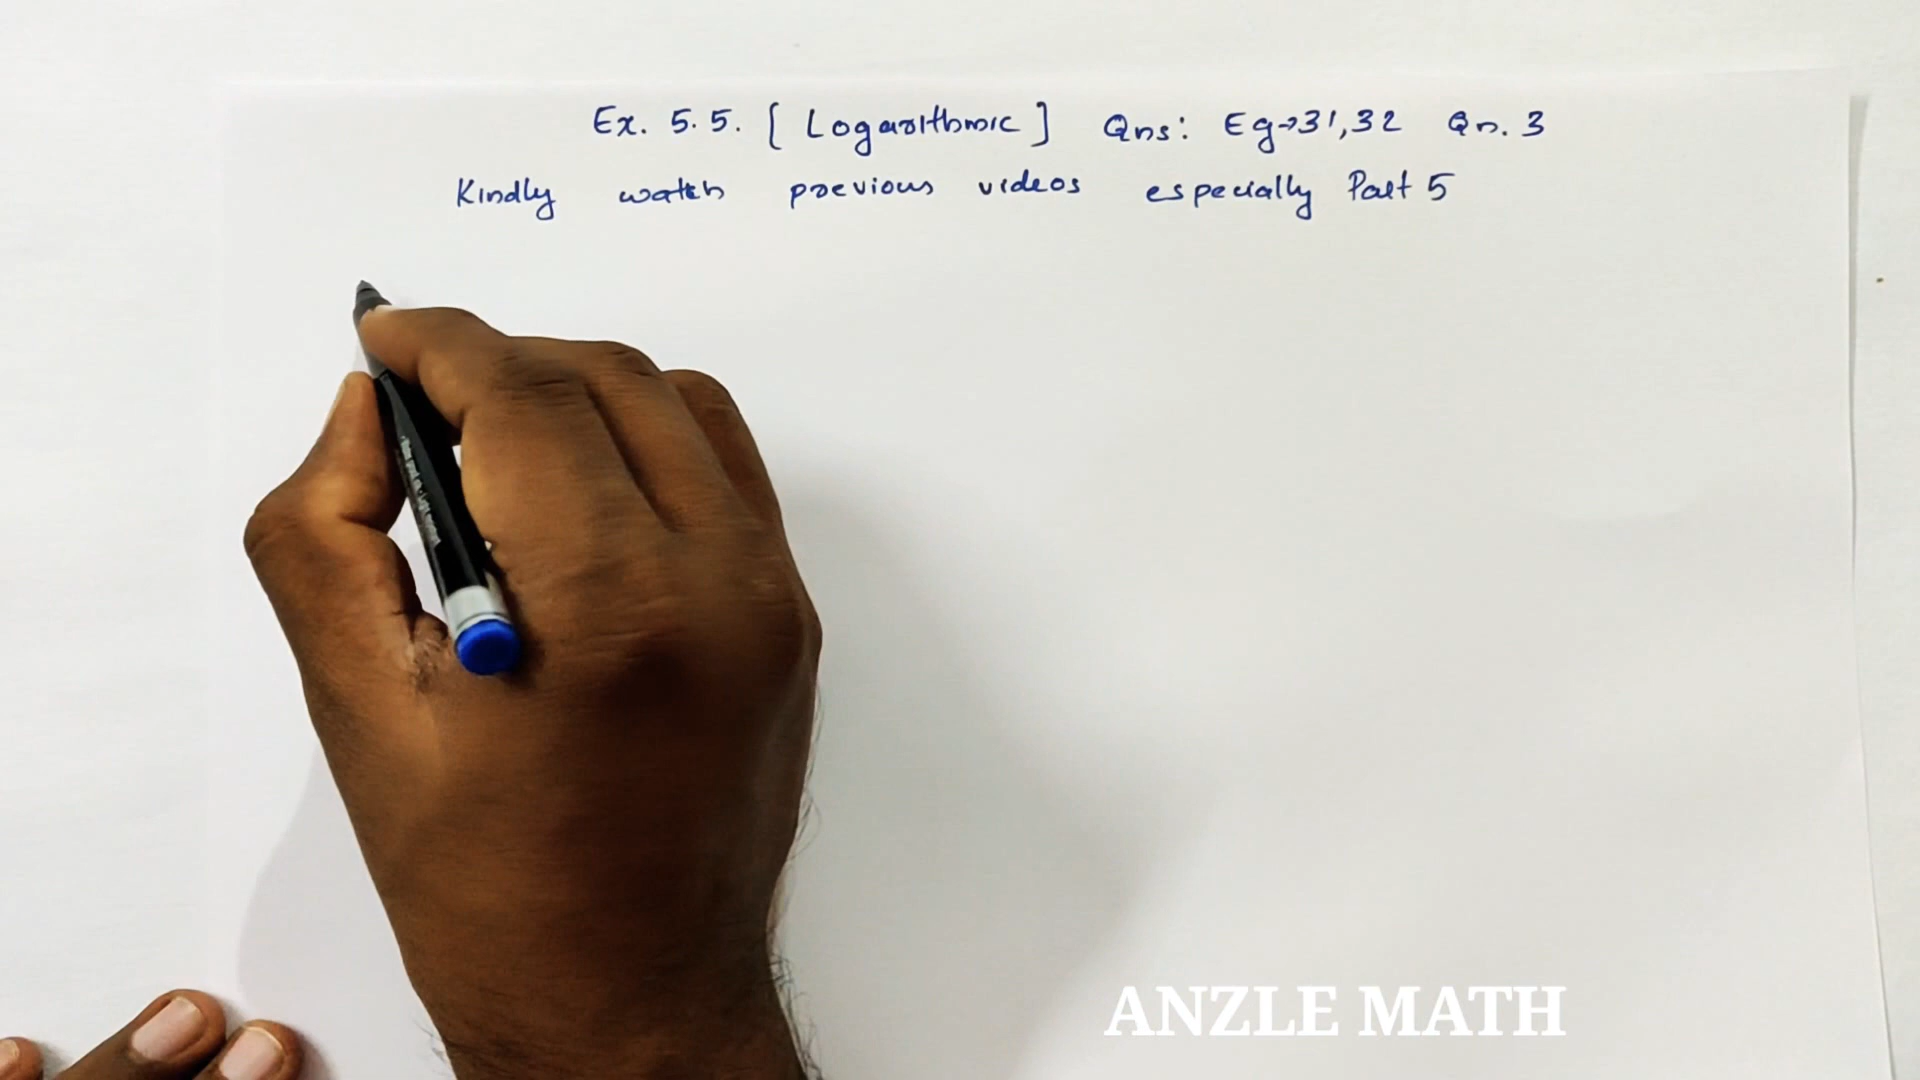 Ex. 5.5. [ Logarithmic ] Qns: Eg→31,32 Qn. 3
Kindly watch previous videos especially Part 5
ANZLE MATH